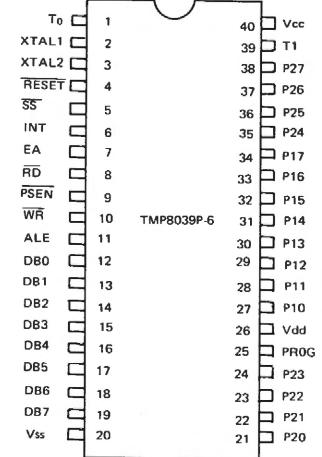 T0 1 40 Vcc
XTAL1 2 39 T1
XTAL2 3 38 P27
RESET 4 37 P26
SS 5 36 P25
INT 6 35 P24
EA 7 34 P17
RD 8 33 P16
PSEN 9 32 P15
WR 10 TMP8039P-6 31 P14
ALE 11 30 P13
DB0 12 29 P12
DB1 13 28 P11
DB2 14 27 P10
DB3 15 26 Vdd
DB4 16 25 PR0G
DB5 17 24 P23
DB6 18 23 P22
DB7 19 22 P21
Vss 20 21 P20